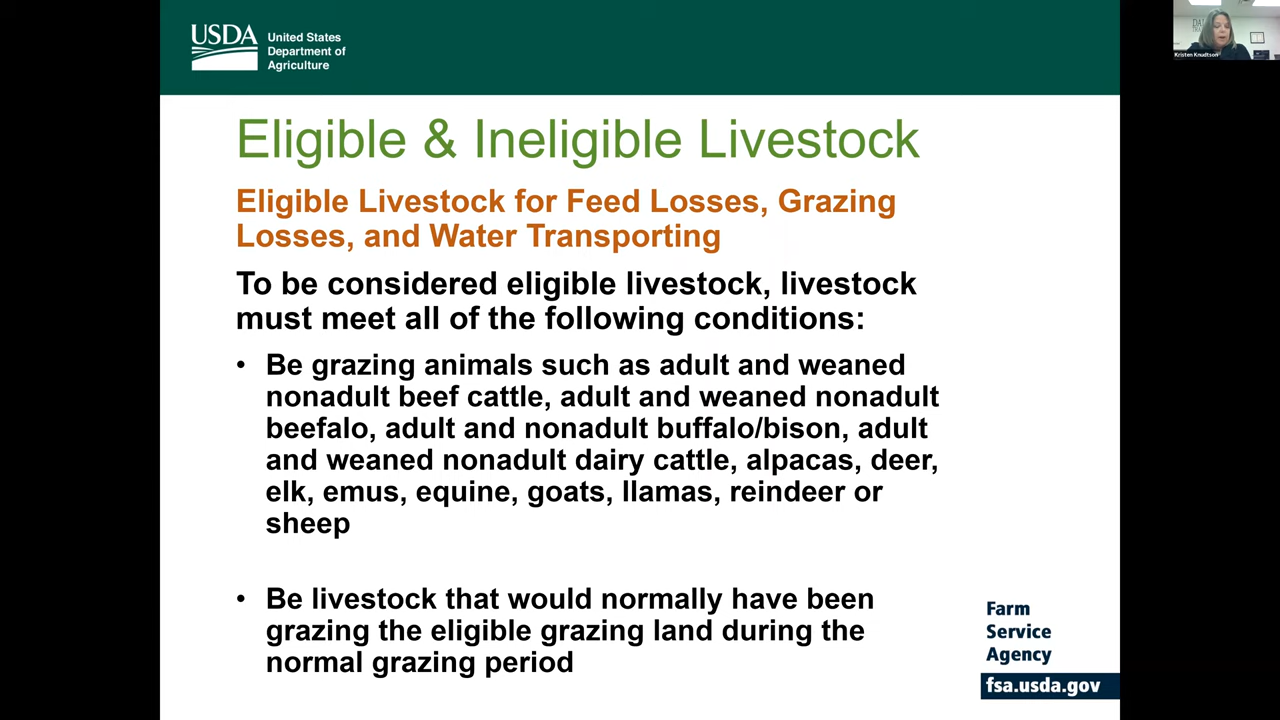 USDA
United States
Department of
Agriculture
Kristen Knudtson
Eligible & Ineligible Livestock
Eligible Livestock for Feed Losses, Grazing
Losses, and Water Transporting
To be considered eligible livestock, livestock
must meet all of the following conditions:
• Be grazing animals such as adult and weaned
nonadult beef cattle, adult and weaned nonadult
beefalo, adult and nonadult buffalo/bison, adult
and weaned nonadult dairy cattle, alpacas, deer,
elk, emus, equine, goats, llamas, reindeer or
sheep
• Be livestock that would normally have been
grazing the eligible grazing land during the
normal grazing period
Farm
Service
Agency
fsa.usda.gov